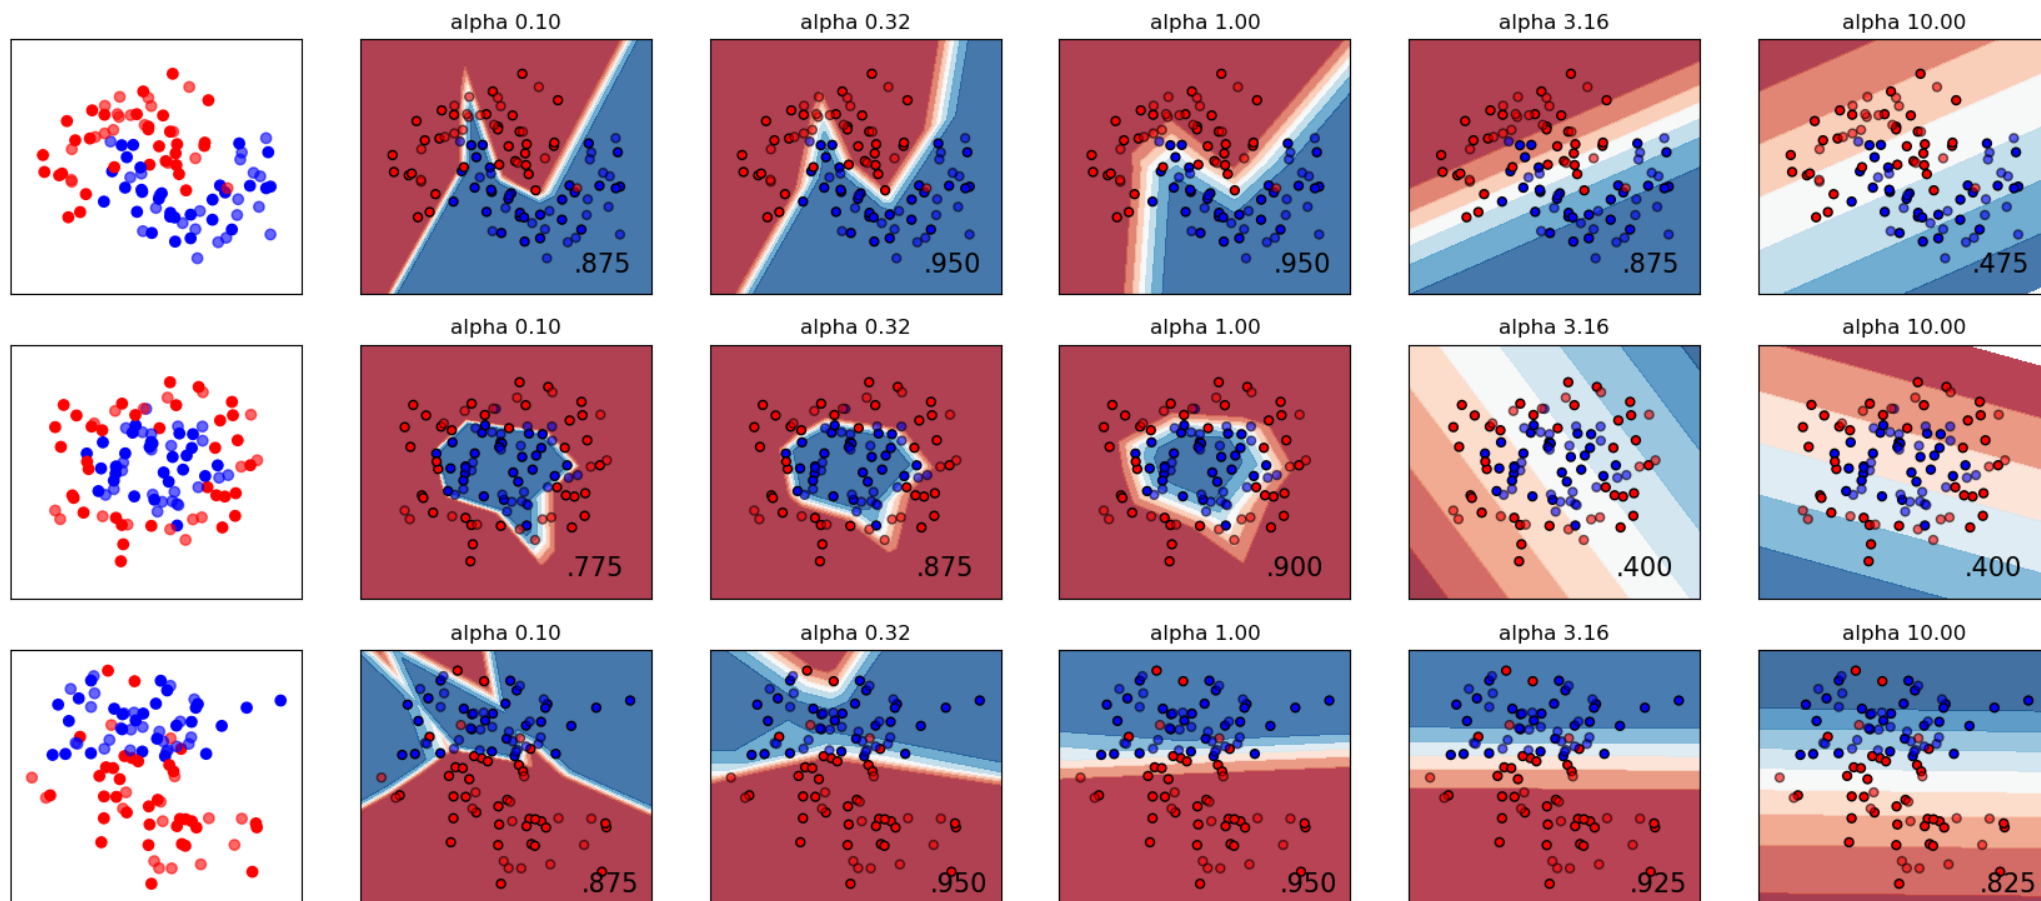 alpha 0.10
alpha 0.32
alpha 1.00
alpha 3.16
alpha 10.00
.875
.950
.950
.875
.475
alpha 0.10
alpha 0.32
alpha 1.00
alpha 3.16
alpha 10.00
.775
.875
.900
.400
.400
alpha 0.10
alpha 0.32
alpha 1.00
alpha 3.16
alpha 10.00
.875
.950
.950
.925
.825